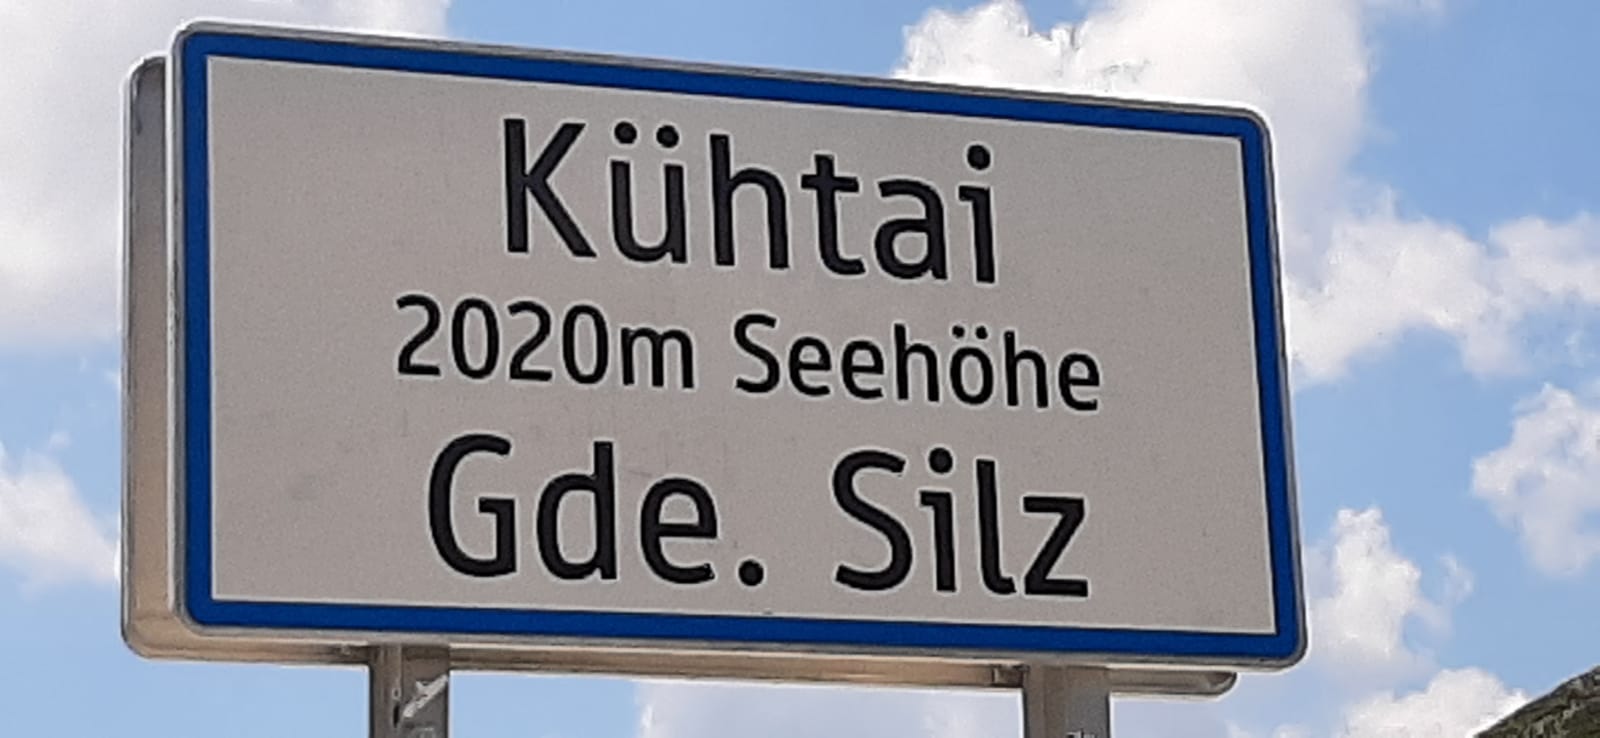 Kühtai
2020m Seehöhe
Gde. Silz